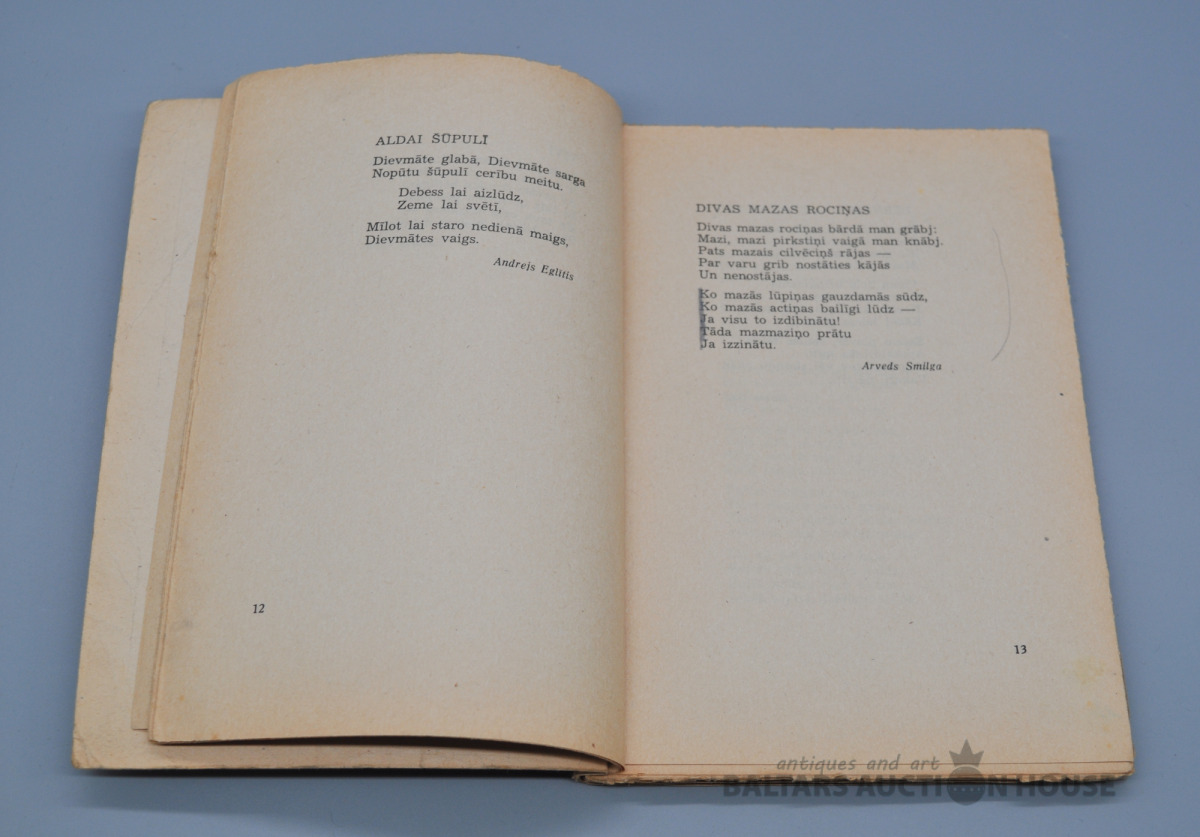 ALDAI ŠŪPULĪ
Dievmāte glabā, Dievmāte sarga
Nopūtu šūpulī cerību meitu.
Debess lai aizlūdz,
Zeme lai svētī,
Mīlot lai staro nedienā maigs,
Dievmātes vaigs.
Andrejs Eglītis
12
DIVAS MAZAS ROCIŅAS
Divas mazas rociņas bārdā man grābj:
Mazi, mazi pirkstiņi vaigā man knābj.
Pats mazais cilvēciņš rājas —
Par varu grib nostāties kājās
Un nenostājas.
Ko mazās lūpiņas gauzdamās sūdz,
Ko mazās actiņas bailīgi lūdz —
Ja visu to izdibinātu!
Tāda mazmaziņo prātu
Ja izzinātu.
Arveds Smilga
13
antiques and art
BALTARS AUCTION HOUSE